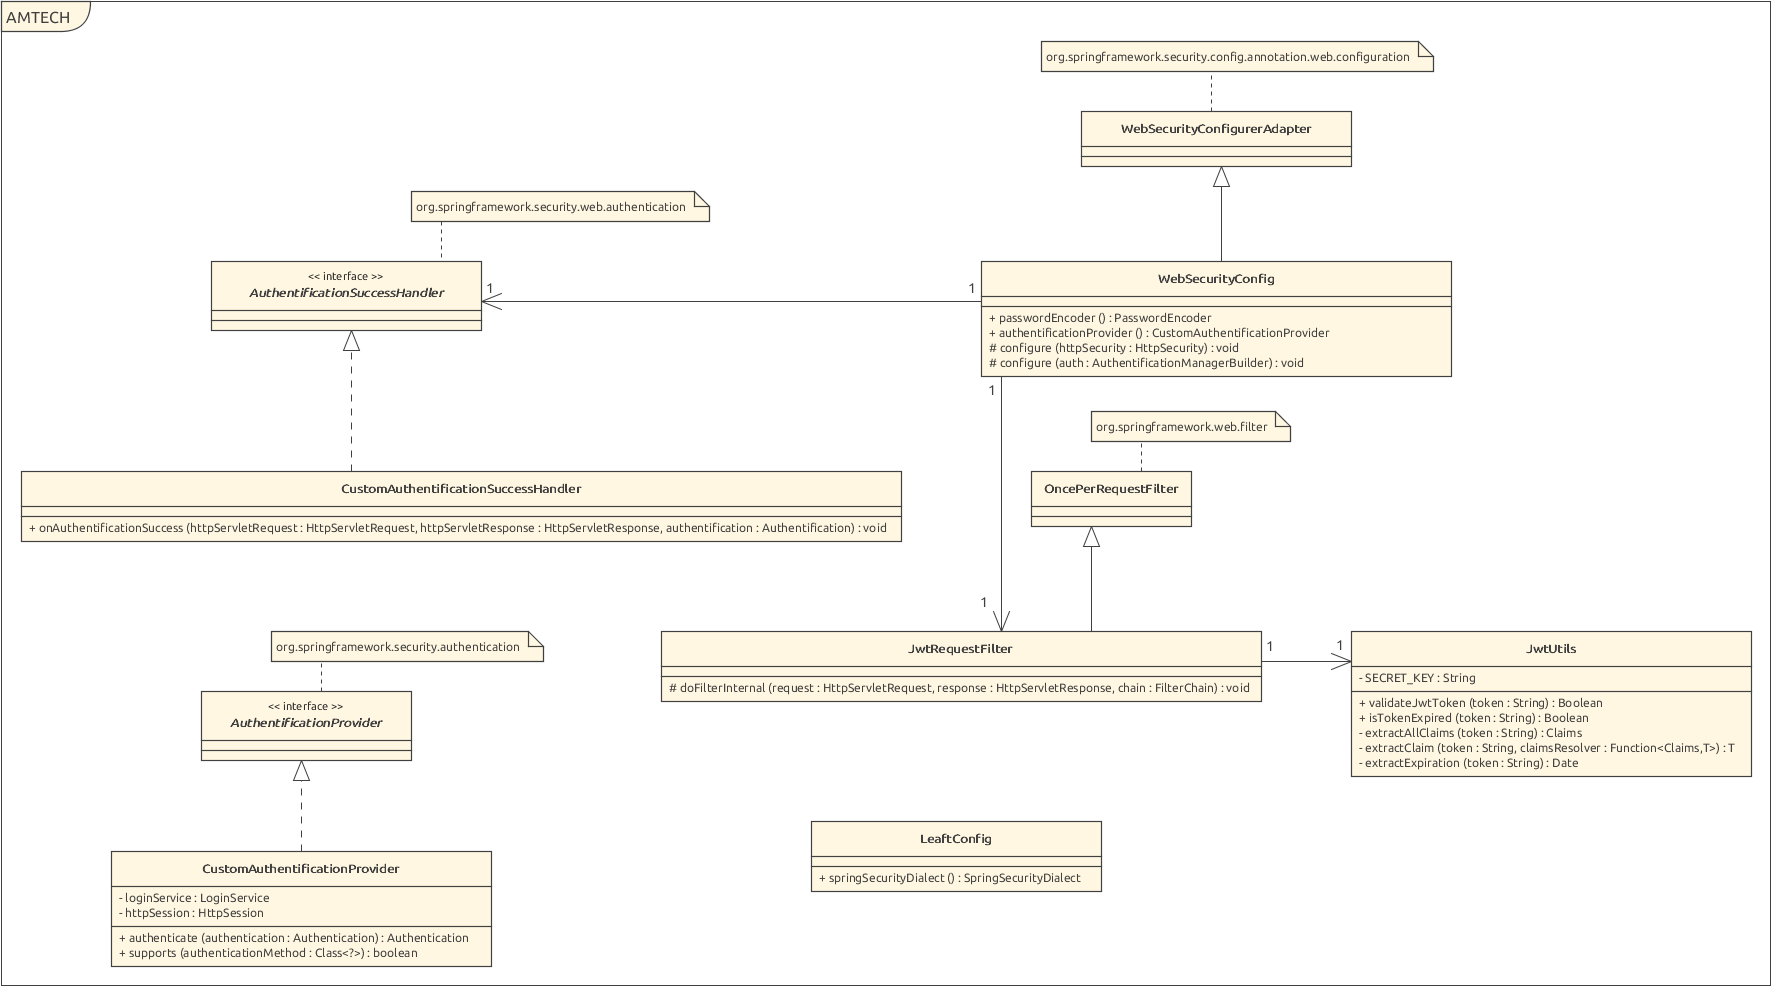 AMTECH
org.springframework.security.config.annotation.web.configuration
WebSecurityConfigurerAdapter
org.springframework.security.web.authentication
<< interface >>
AuthentificationSuccessHandler
1
1
WebSecurityConfig
+ passwordEncoder () : PasswordEncoder
+ authentificationProvider () : CustomAuthentificationProvider
# configure (httpSecurity : HttpSecurity) : void
# configure (auth : AuthentificationManagerBuilder) : void
1
org.springframework.web.filter
OncePerRequestFilter
CustomAuthentificationSuccessHandler
+ onAuthentificationSuccess (httpServletRequest : HttpServletRequest, httpServletResponse : HttpServletResponse, authentification : Authentification) : void
1
org.springframework.security.authentication
<< interface >>
AuthentificationProvider
JwtRequestFilter
# doFilterInternal (request : HttpServletRequest, response : HttpServletResponse, chain : FilterChain) : void
1
1
JwtUtils
- SECRET_KEY : String
+ validateJwtToken (token : String) : Boolean
+ isTokenExpired (token : String) : Boolean
- extractAllClaims (token : String) : Claims
- extractClaim (token : String, claimsResolver : Function<Claims,T>) : T
- extractExpiration (token : String) : Date
CustomAuthentificationProvider
- loginService : LoginService
- httpSession : HttpSession
+ authenticate (authentication : Authentication) : Authentication
+ supports (authenticationMethod : Class<?>) : boolean
LeaftConfig
+ springSecurityDialect () : SpringSecurityDialect